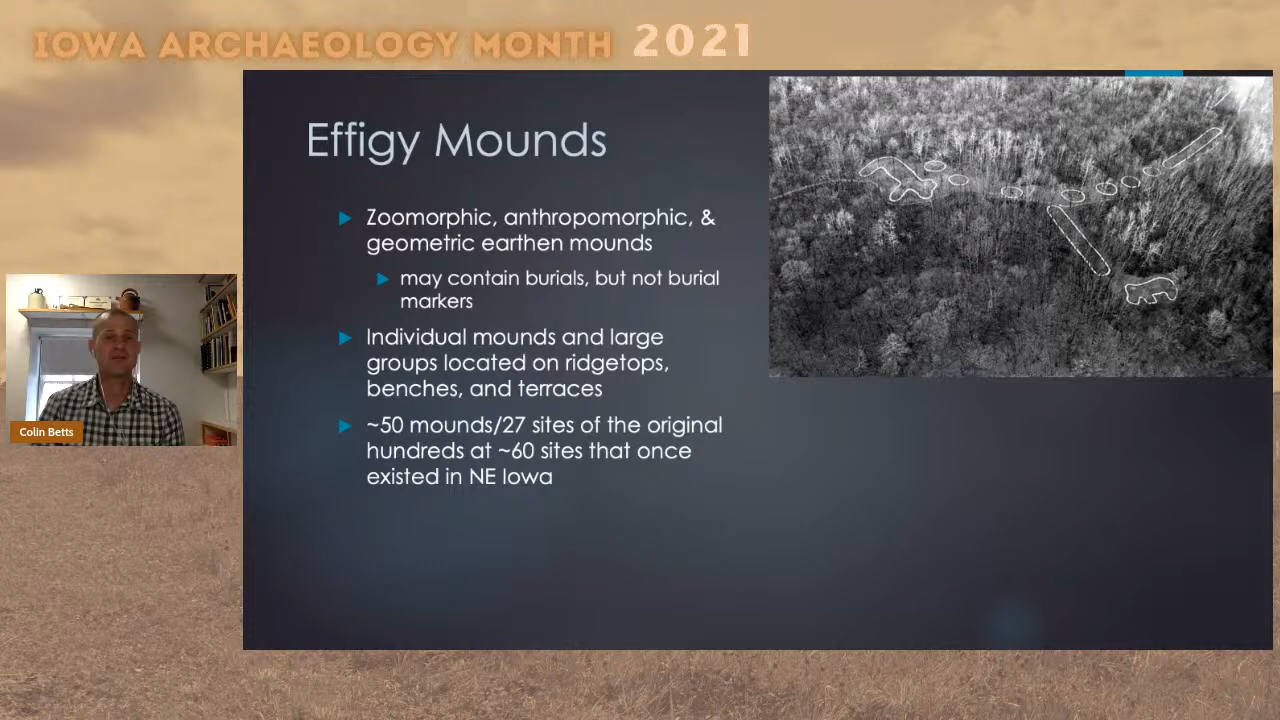 IOWA ARCHAEOLOGY MONTH 2021
Effigy Mounds
Zoomorphic, anthropomorphic, &
geometric earthen mounds
may contain burials, but not burial
markers
Individual mounds and large
groups located on ridgetops,
benches, and terraces
~50 mounds/27 sites of the original
hundreds at ~60 sites that once
existed in NE Iowa
Colin Betts